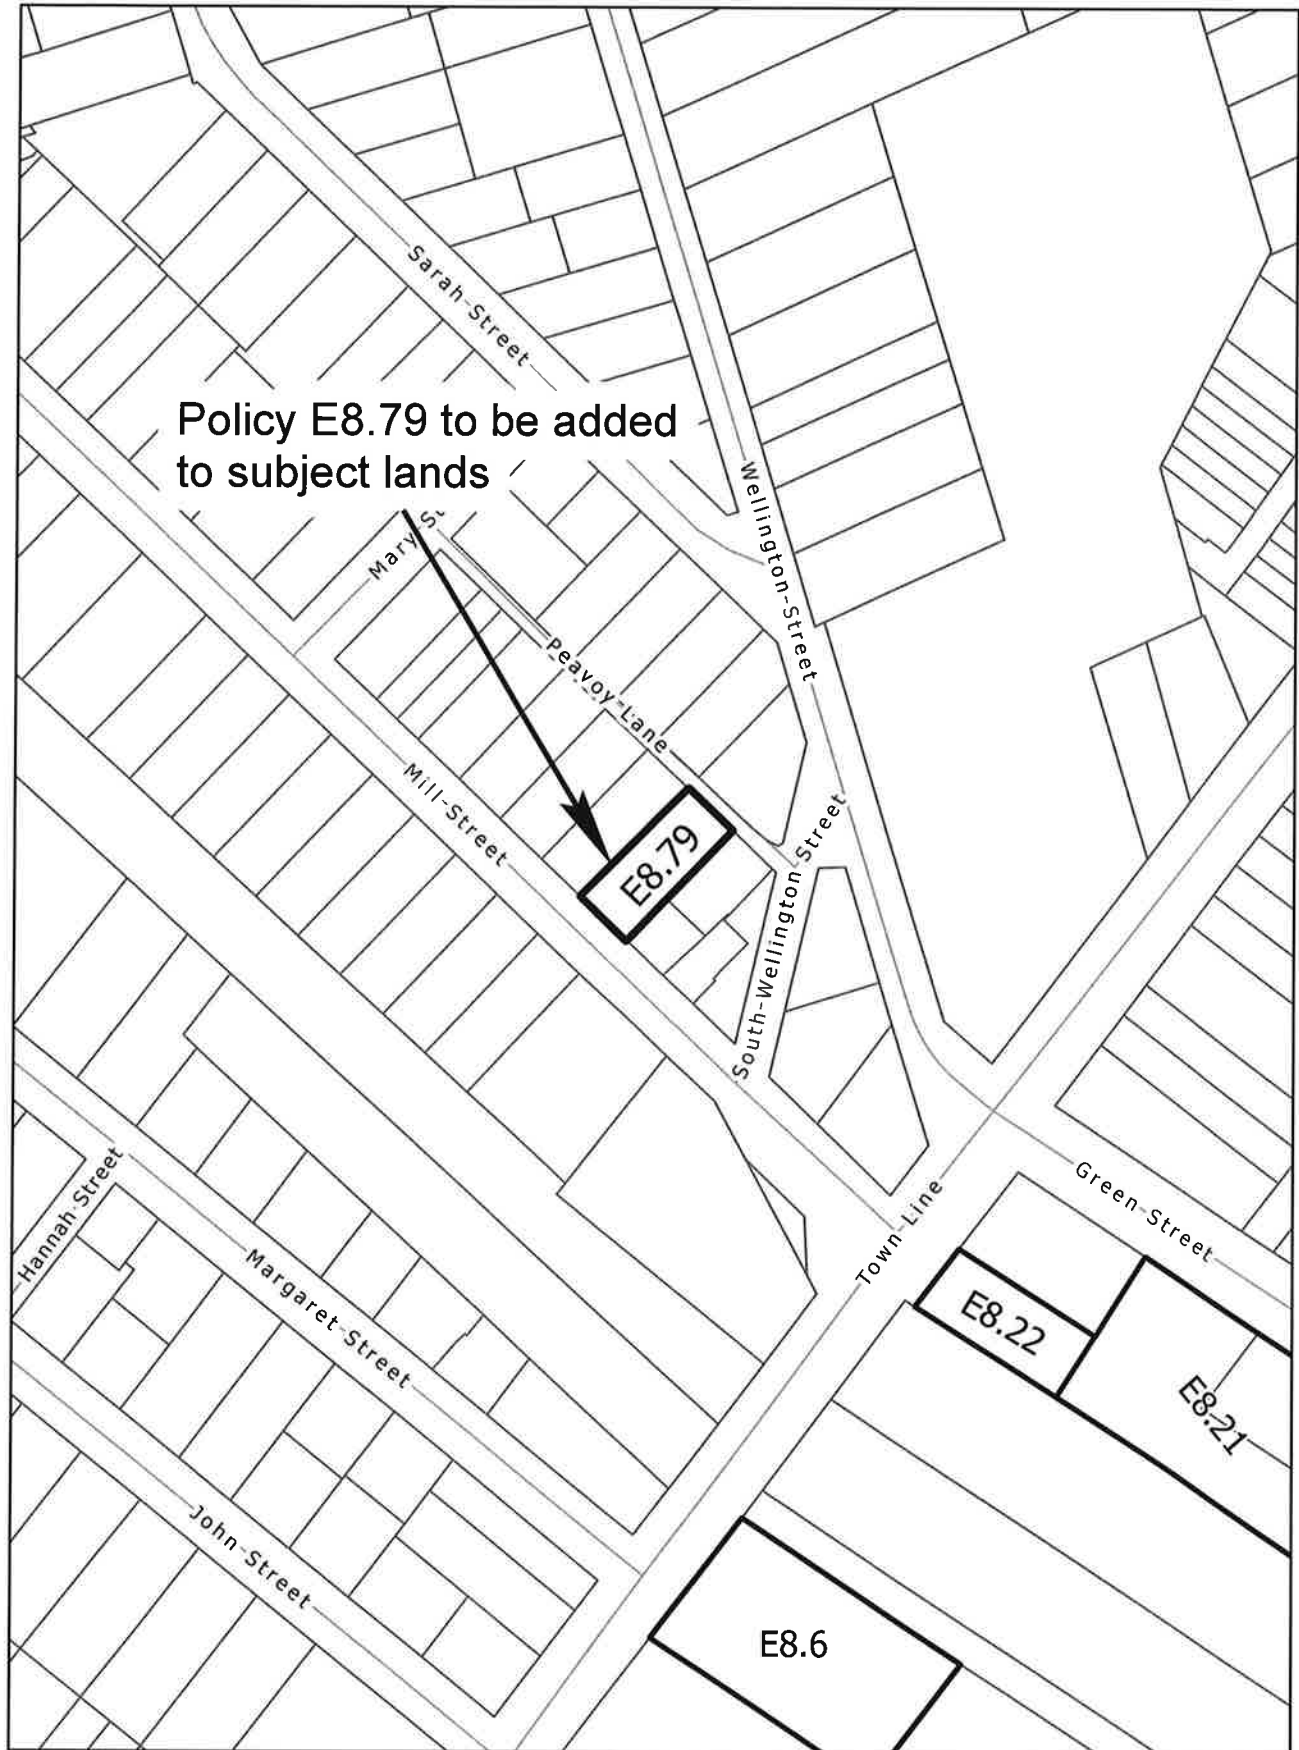 Sarah-Street
Policy E8.79 to be added
to subject lands
Wellington-Street
Mary
Peavoy-Lane
Mill-Street
E8.79
South-Wellington-Street
Hannah-Street
Green-Street
Town-Line
Margaret-Street
E8.22
E8.21
John-Street
E8.6